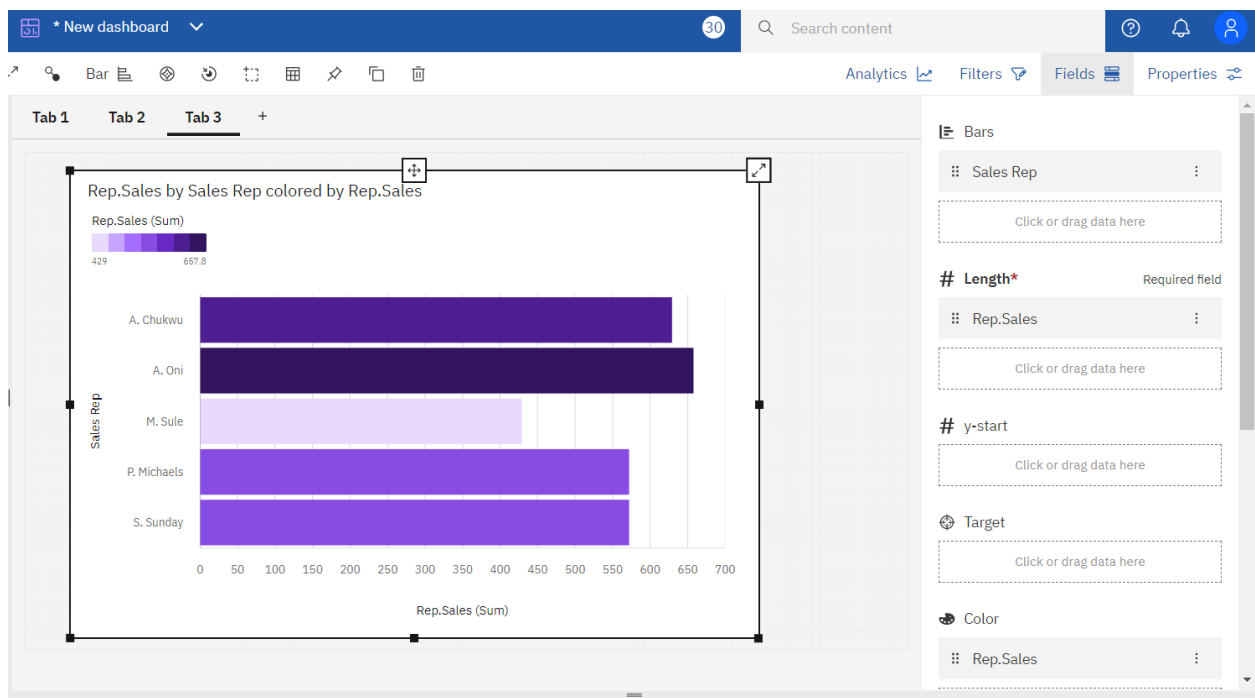 * New dashboard
30
Search content
Bar
Analytics
Filters
Fields
Properties
Tab 1
Tab 2
Tab 3
+
Rep.Sales by Sales Rep colored by Rep.Sales
Rep.Sales (Sum)
429 657.8
A. Chukwu
A. Oni
M. Sule
P. Michaels
S. Sunday
Sales Rep
0 50 100 150 200 250 300 350 400 450 500 550 600 650 700
Rep.Sales (Sum)
Bars
Sales Rep
Click or drag data here
# Length* Required field
Rep.Sales
Click or drag data here
# y-start
Click or drag data here
Target
Click or drag data here
Color
Rep.Sales